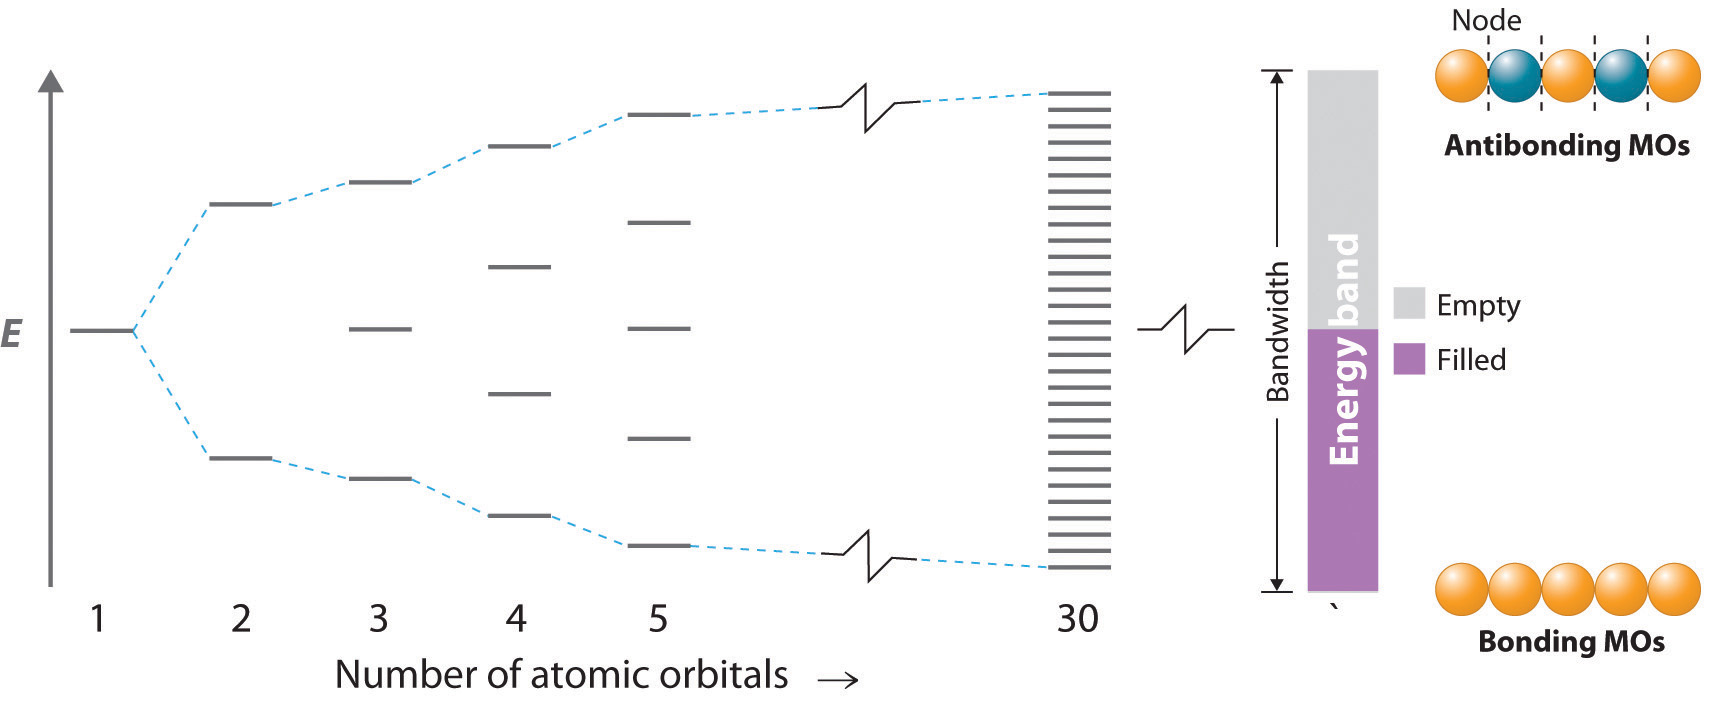 Node
Antibonding MOs
E
Bandwidth
Energy band
Empty
Filled
1 2 3 4 5 30 `
Bonding MOs
Number of atomic orbitals →